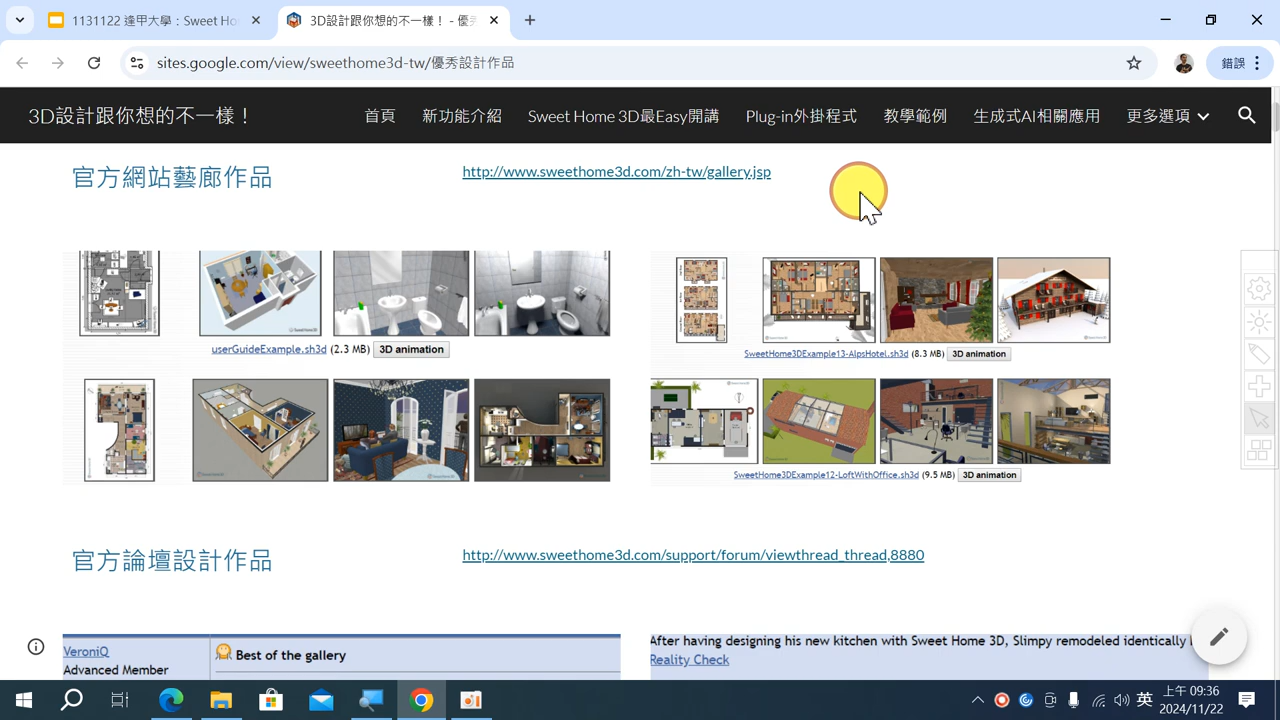 1131122 逢甲大學：Sweet Ho
3D設計跟你想的不一樣！ - 優秀
sites.google.com/view/sweethome3d-tw/優秀設計作品
錯誤
3D設計跟你想的不一樣！
首頁
新功能介紹
Sweet Home 3D最Easy開講
Plug-in外掛程式
教學範例
生成式AI相關應用
更多選項
官方網站藝廊作品
http://www.sweethome3d.com/zh-tw/gallery.jsp
userGuideExample.sh3d (2.3 MB) 3D animation
SweetHome3DExample13-AlpsHotel.sh3d (8.3 MB) 3D animation
SweetHome3DExample12-LoftWithOffice.sh3d (9.5 MB) 3D animation
官方論壇設計作品
http://www.sweethome3d.com/support/forum/viewthread_thread,8880
VeroniQ
Advanced Member
Best of the gallery
After having designing his new kitchen with Sweet Home 3D, Slimpy remodeled identically
Reality Check
英
上午 09:36
2024/11/22